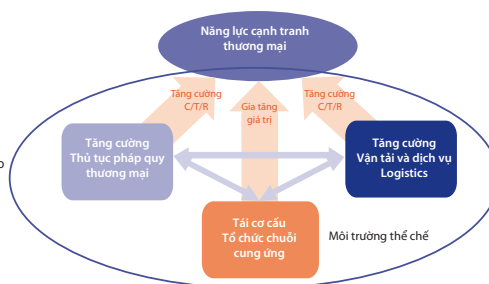 Năng lực cạnh tranh
thương mại
Tăng cường
C/T/R
Gia tăng
giá trị
Tăng cường
C/T/R
Tăng cường
Thủ tục pháp quy
thương mại
Tăng cường
Vận tải và dịch vụ
Logistics
Tái cơ cấu
Tổ chức chuỗi
cung ứng
Môi trường thể chế